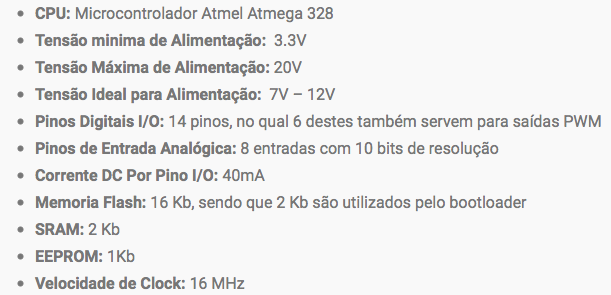 • CPU: Microcontrolador Atmel Atmega 328
• Tensão minima de Alimentação: 3.3V
• Tensão Máxima de Alimentação: 20V
• Tensão Ideal para Alimentação: 7V – 12V
• Pinos Digitais I/O: 14 pinos, no qual 6 destes também servem para saídas PWM
• Pinos de Entrada Analógica: 8 entradas com 10 bits de resolução
• Corrente DC Por Pino I/O: 40mA
• Memoria Flash: 16 Kb, sendo que 2 Kb são utilizados pelo bootloader
• SRAM: 2 Kb
• EEPROM: 1Kb
• Velocidade de Clock: 16 MHz